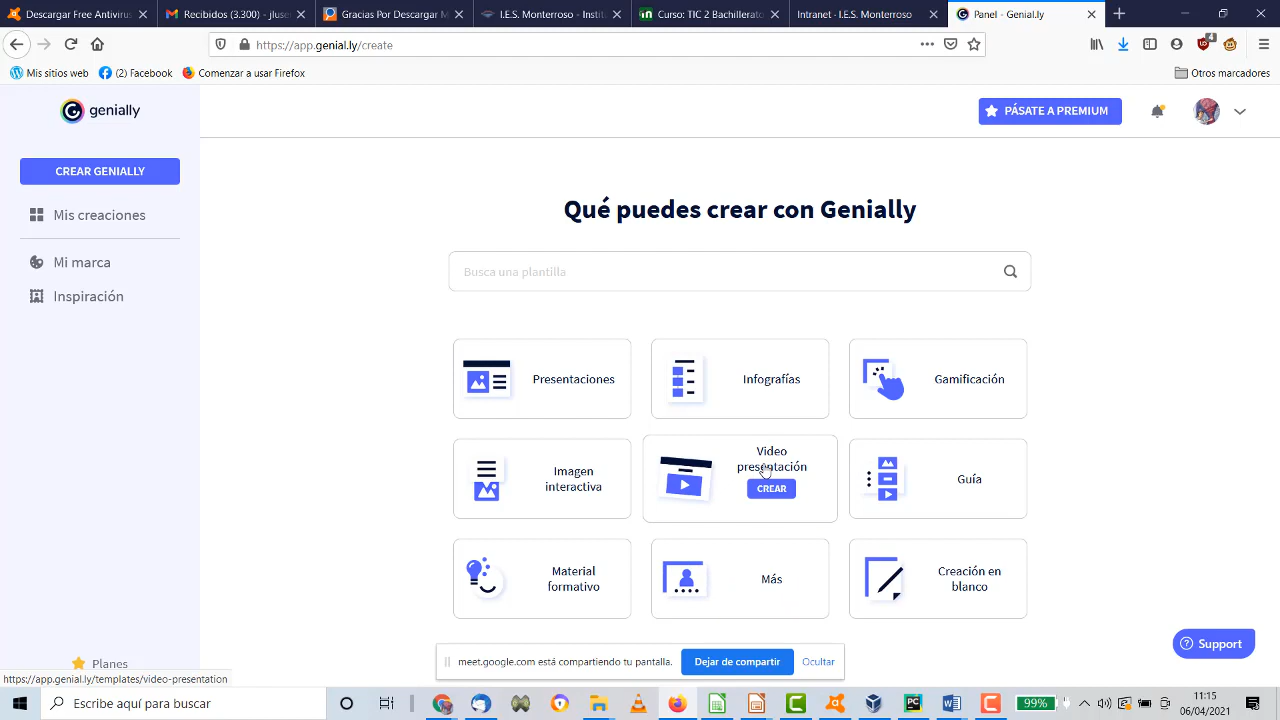 Descargar Antivirus
Recibidos (3.300) - jluso
Gracias por Descargar M
I.E.S. Monterroso - Instit
Curso: TIC 2 Bachillerat
Intranet - I.E.S. Monterroso
Panel - Genial.ly
https://app.genial.ly/create
4
Mis sitios web
(2) Facebook
Comenzar a usar Firefox
Otros marcadores
genially
PÁSATE A PREMIUM
CREAR GENIALLY
Mis creaciones
Mi marca
Inspiración
Qué puedes crear con Genially
Busca una plantilla
Presentaciones
Infografías
Gamificación
Imagen
interactiva
Video
presentación
CREAR
Guía
Material
formativo
Más
Creación en
blanco
Support
Planes
meet.google.com está compartiendo tu pantalla.
Dejar de compartir
Ocultar
https://app.genial.ly/templates/video-presentation
Escribe aquí para buscar
99%
11:15
06/04/2021